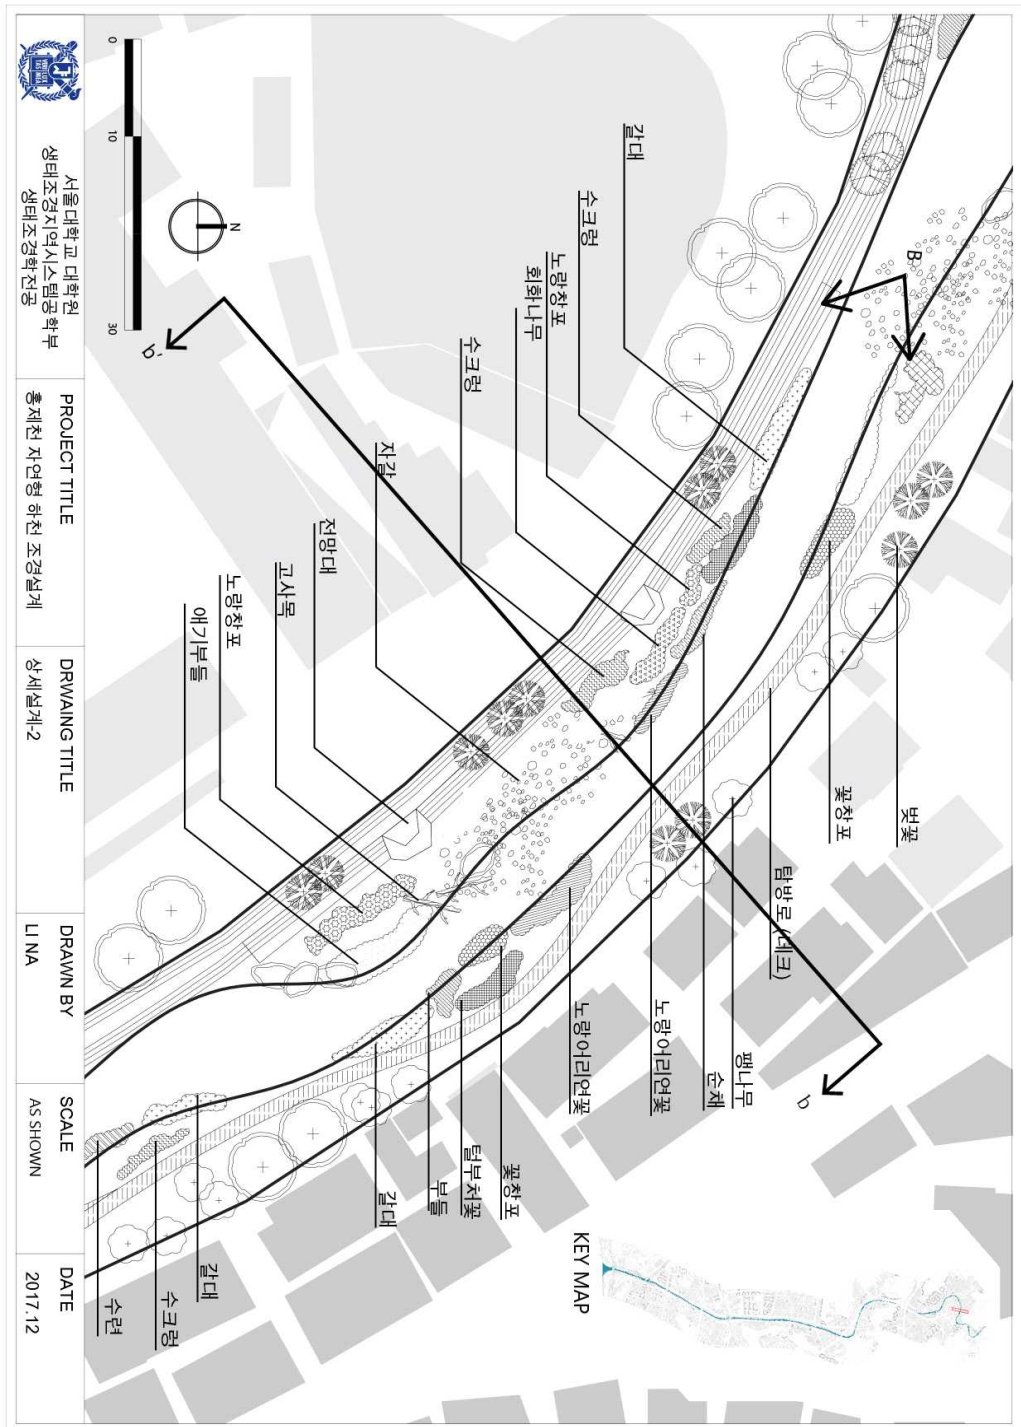 갈대
수크렁
노랑창포
회화나무
수크렁
자갈
전망대
고사목
노랑창포
애기부들
B
벚꽃
꽃창포
탐방로 (데크)
팽나무
순채
노랑어리연꽃
노랑어리연꽃
꽃창포
털부처꽃
부들
갈대
갈대
수크렁
수련
b'
b
N
0
10
30
KEY MAP
서울대학교 대학원
생태조경지역시스템공학부
생태조경학전공
PROJECT TITLE
홍제천 자연형 하천 조경설계
DRWAING TITLE
상세설계-2
DRAWN BY
LI NA
SCALE
AS SHOWN
DATE
2017.12